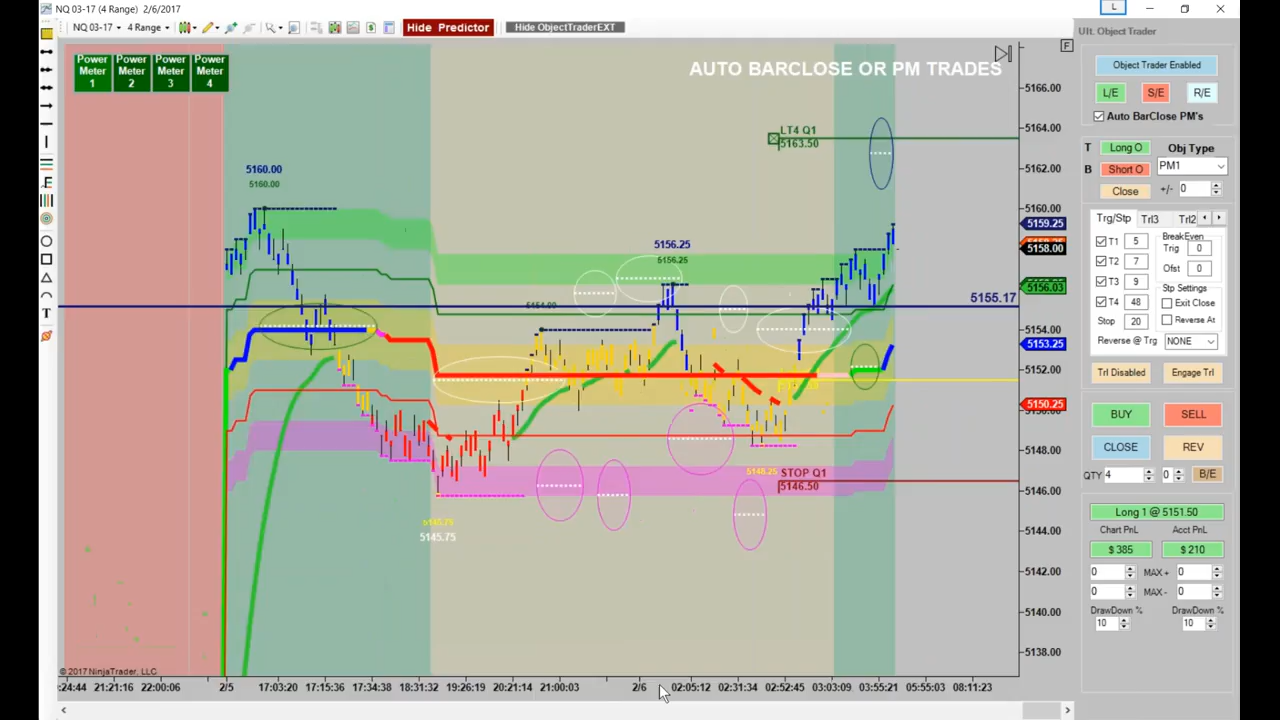 NQ 03-17 (4 Range) 2/6/2017
L
NQ 03-17 4 Range
Hide Predictor
Hide ObjectTraderEXT
F
Power Meter 1
Power Meter 2
Power Meter 3
Power Meter 4
AUTO BARCLOSE OR PM TRADES
LT4 Q1
5163.50
5160.00
5160.00
5156.25
5156.25
5154.00
5155.17
5148.25
STOP Q1
5146.50
5145.75
5145.75
5166.00
5164.00
5162.00
5160.00
5159.25
5158.00
5156.03
5154.00
5153.25
5152.00
5150.25
5148.00
5146.00
5144.00
5142.00
5140.00
5138.00
© 2017 NinjaTrader, LLC
:24:44 21:21:16 22:00:06 2/5 17:03:20 17:15:36 17:34:38 18:31:32 19:26:19 20:21:14 21:00:03 2/6 02:05:12 02:31:34 02:52:45 03:03:09 03:55:21 05:55:03 08:11:23
Ult. Object Trader
Object Trader Enabled
L/E S/E R/E
Auto BarClose PM's
T Long O Obj Type
PM1
B Short O
Close +/- 0
Trg/Stp Trl3 Trl2
T1 5 BreakEven
Trig 0
T2 7
Ofst 0
T3 9 Stp Settings
T4 48 Exit Close
Stop 20 Reverse At
Reverse @ Trg NONE
Trl Disabled Engage Trl
BUY SELL
CLOSE REV
QTY 4 0 B/E
Long 1 @ 5151.50
Chart PnL Acct PnL
$ 385 $ 210
0 MAX + 0
0 MAX - 0
DrawDown % DrawDown %
10 10